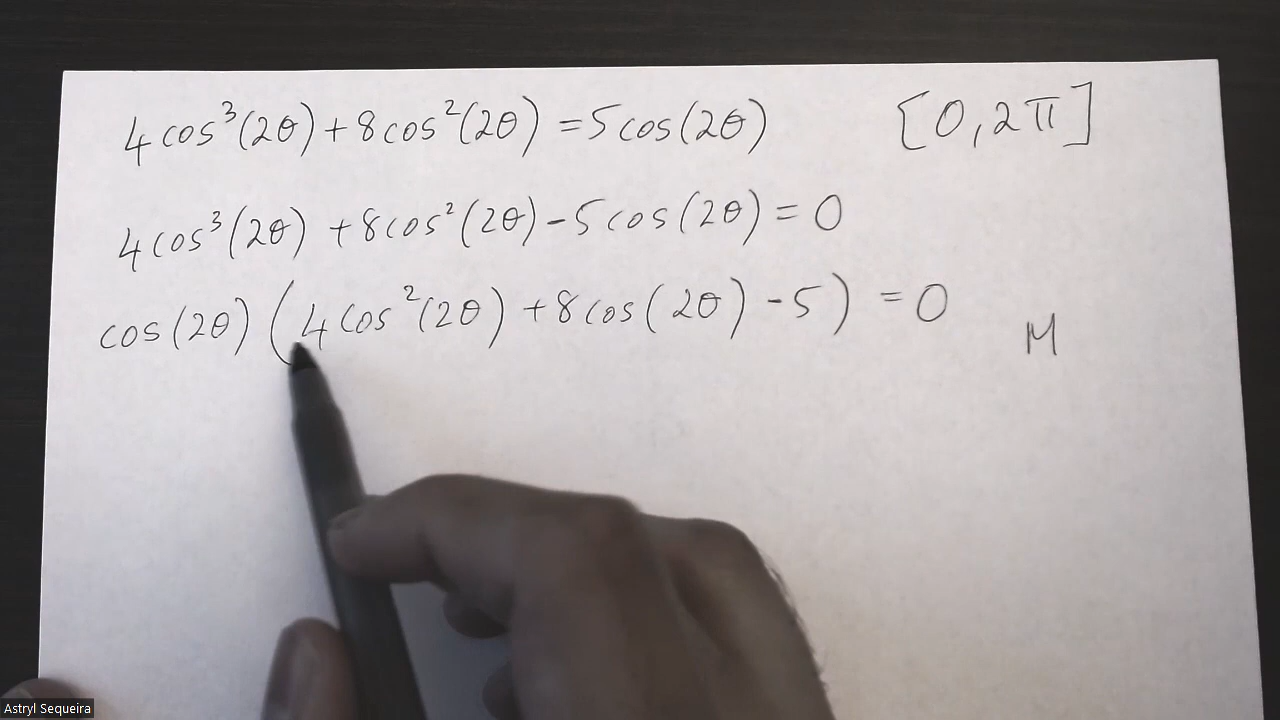 4cos³(2θ)+8cos²(2θ) =5cos(2θ) [0,2π]
4cos³(2θ) +8cos²(2θ)-5cos(2θ)=0
cos(2θ)(4cos²(2θ)+8cos(2θ)-5) =0 M
Astryl Sequeira